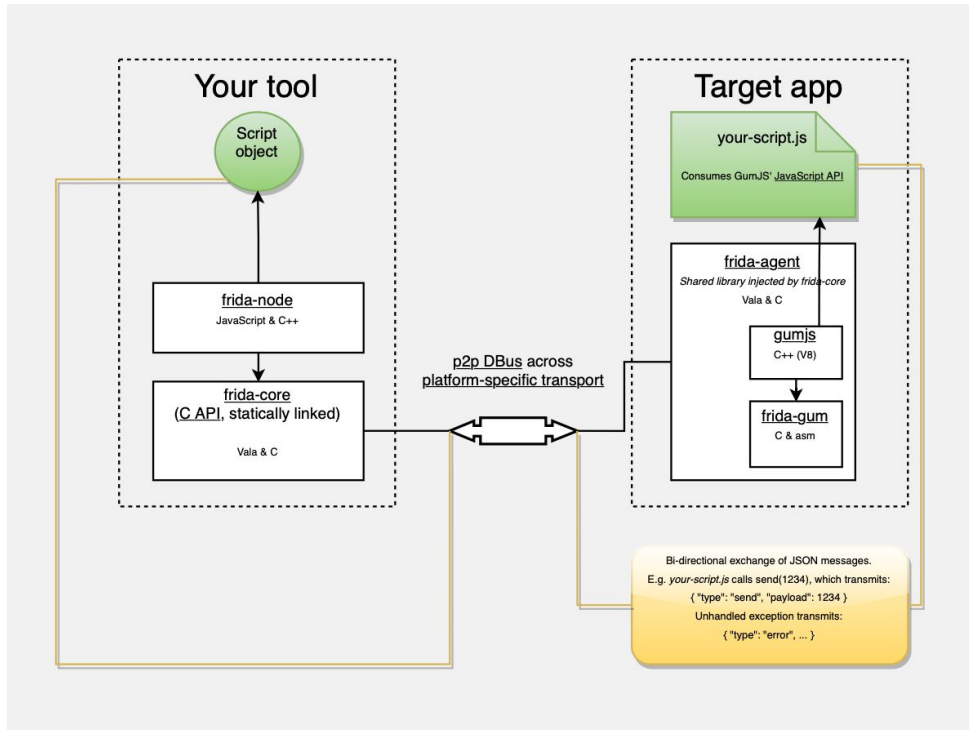 Your tool
Script
object
frida-node
JavaScript & C++
frida-core
(C API, statically linked)
Vala & C
p2p DBus across
platform-specific transport
Target app
your-script.js
Consumes GumJS' JavaScript API
frida-agent
Shared library injected by frida-core
Vala & C
gumjs
C++ (V8)
frida-gum
C & asm
Bi-directional exchange of JSON messages.
E.g. your-script.js calls send(1234), which transmits:
{ "type": "send", "payload": 1234 }
Unhandled exception transmits:
{ "type": "error", ... }